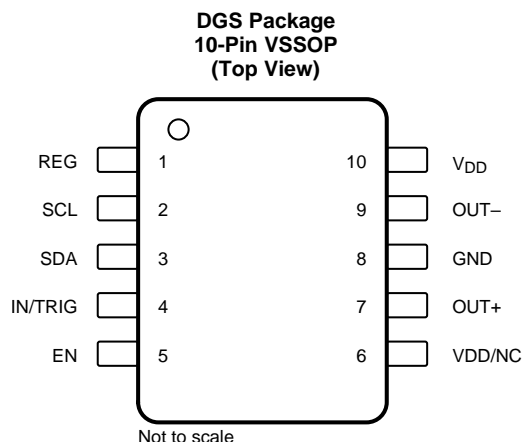 DGS Package
10-Pin VSSOP
(Top View)
REG 1 10 VDD
SCL 2 9 OUT–
SDA 3 8 GND
IN/TRIG 4 7 OUT+
EN 5 6 VDD/NC
Not to scale